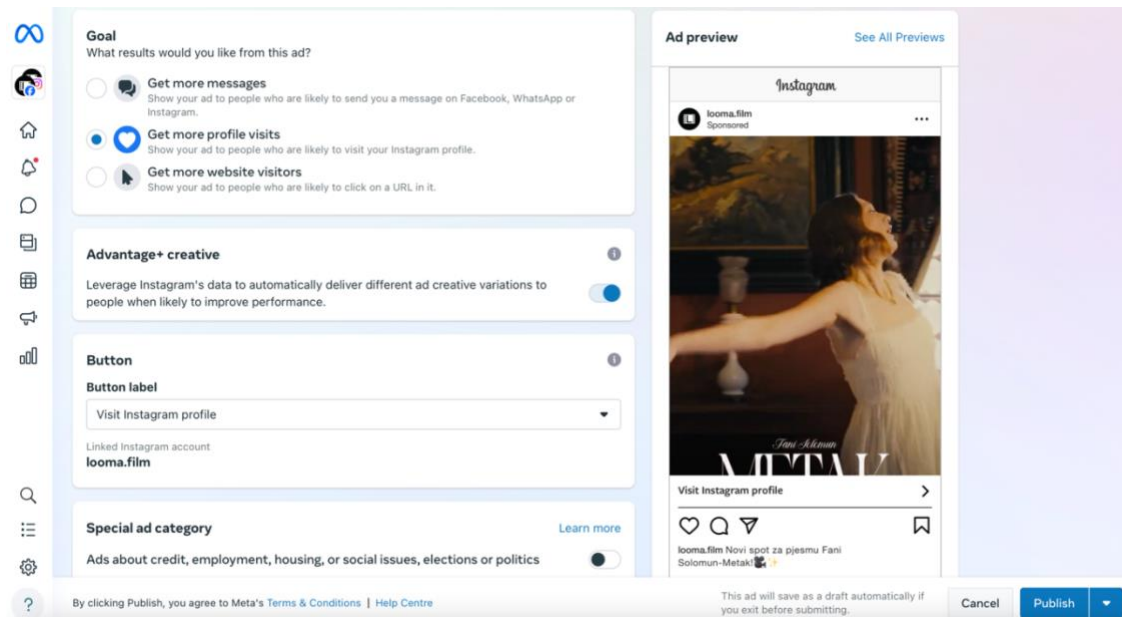 Goal
What results would you like from this ad?
Get more messages
Show your ad to people who are likely to send you a message on Facebook, WhatsApp or
Instagram.
Get more profile visits
Show your ad to people who are likely to visit your Instagram profile.
Get more website visitors
Show your ad to people who are likely to click on a URL in it.
Advantage+ creative
Leverage Instagram's data to automatically deliver different ad creative variations to
people when likely to improve performance.
Button
Button label
Visit Instagram profile
Linked Instagram account
looma.film
Special ad category
Learn more
Ads about credit, employment, housing, or social issues, elections or politics
Ad preview
See All Previews
Instagram
looma.film
Sponsored
Fani Solomun
METAK
Visit Instagram profile
looma.film Novi spot za pjesmu Fani
Solomun-Metak!
By clicking Publish, you agree to Meta's Terms & Conditions | Help Centre
This ad will save as a draft automatically if
you exit before submitting.
Cancel
Publish